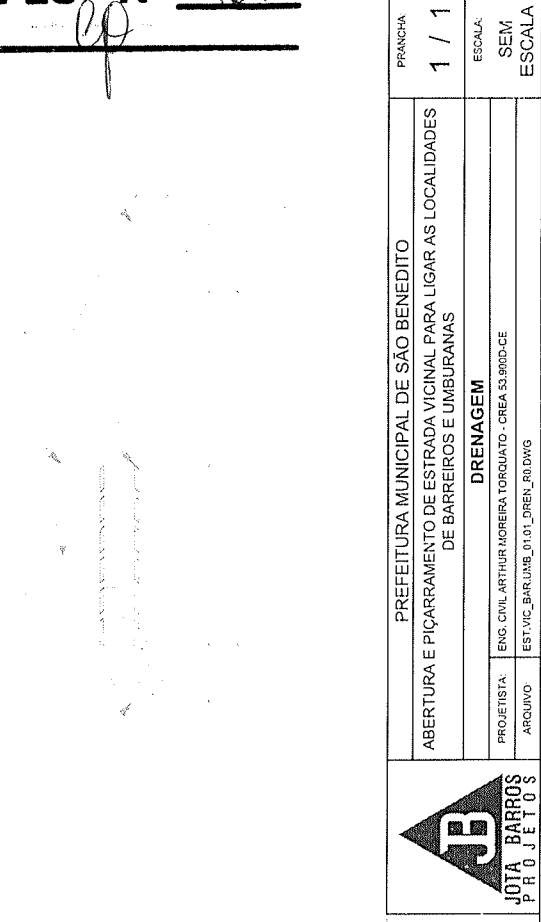 JB
JOTA BARROS
PROJETOS
PREFEITURA MUNICIPAL DE SÃO BENEDITO
ABERTURA E PIÇARRAMENTO DE ESTRADA VICINAL PARA LIGAR AS LOCALIDADES
DE BARREIROS E UMBURANAS
DRENAGEM
PROJETISTA: ENG. CIVIL ARTHUR MOREIRA TORQUATO - CREA 53.900D-CE
ARQUIVO: EST.VIC_BAR.UMB_01.01_DREN_R0.DWG
PRANCHA:
1 / 1
ESCALA:
SEM
ESCALA